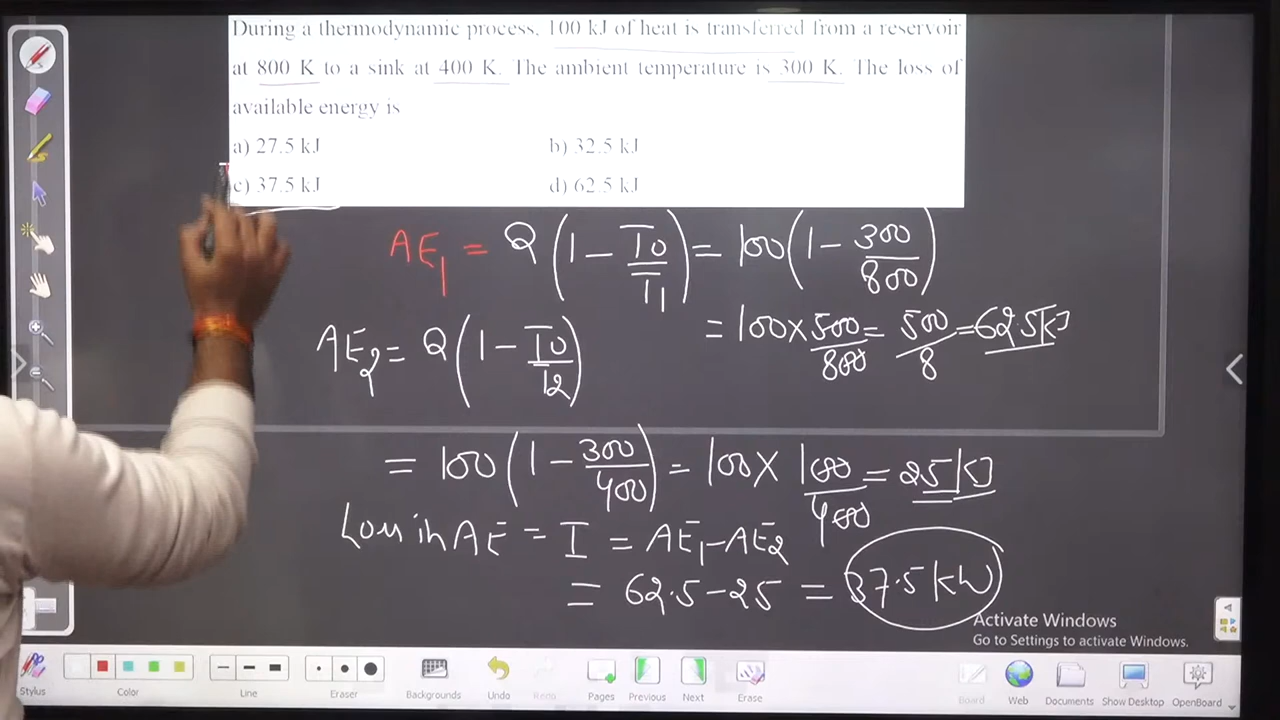 During a thermodynamic process, 100 kJ of heat is transferred from a reservoir
at 800 K to a sink at 400 K. The ambient temperature is 300 K. The loss of
available energy is
a) 27.5 kJ b) 32.5 kJ
c) 37.5 kJ d) 62.5 kJ
AE1 = Q (1 - T0/T1) = 100 (1 - 300/800)
= 100 x 500/800 = 500/8 = 62.5 kJ
AE2 = Q (1 - T0/T2)
= 100 (1 - 300/400) = 100 x 100/400 = 25 kJ
Loss in AE = I = AE1 - AE2
= 62.5 - 25 = 37.5 kW
Activate Windows
Go to Settings to activate Windows.
Stylus Color Line Eraser Backgrounds Undo Redo Pages Previous Next Erase Board Web Documents Show Desktop OpenBoard